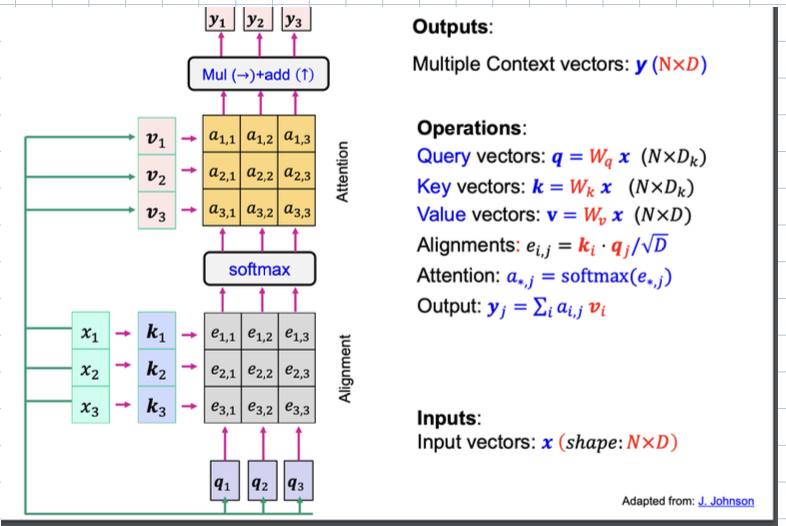 y₁ y₂ y₃
Mul (→)+add (↑)
v₁ a₁,₁ a₁,₂ a₁,₃
v₂ a₂,₁ a₂,₂ a₂,₃
v₃ a₃,₁ a₃,₂ a₃,₃
Attention
softmax
x₁ k₁ e₁,₁ e₁,₂ e₁,₃
x₂ k₂ e₂,₁ e₂,₂ e₂,₃
x₃ k₃ e₃,₁ e₃,₂ e₃,₃
Alignment
q₁ q₂ q₃
Outputs:
Multiple Context vectors: y (N×D)
Operations:
Query vectors: q = W_q x (N×Dₖ)
Key vectors: k = Wₖ x (N×Dₖ)
Value vectors: v = Wᵥ x (N×D)
Alignments: eᵢ,ⱼ = kᵢ · qⱼ/√D
Attention: a∗,ⱼ = softmax(e∗,ⱼ)
Output: yⱼ = ∑ᵢ aᵢ,ⱼ vᵢ
Inputs:
Input vectors: x (shape: N×D)
Adapted from: J. Johnson